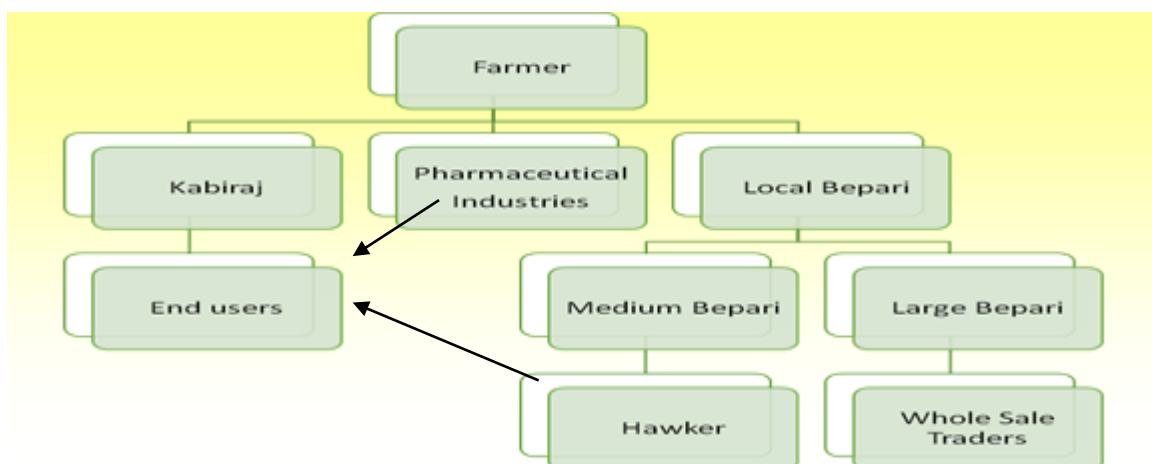 Farmer
Kabiraj
Pharmaceutical
Industries
Local Bepari
End users
Medium Bepari
Large Bepari
Hawker
Whole Sale
Traders